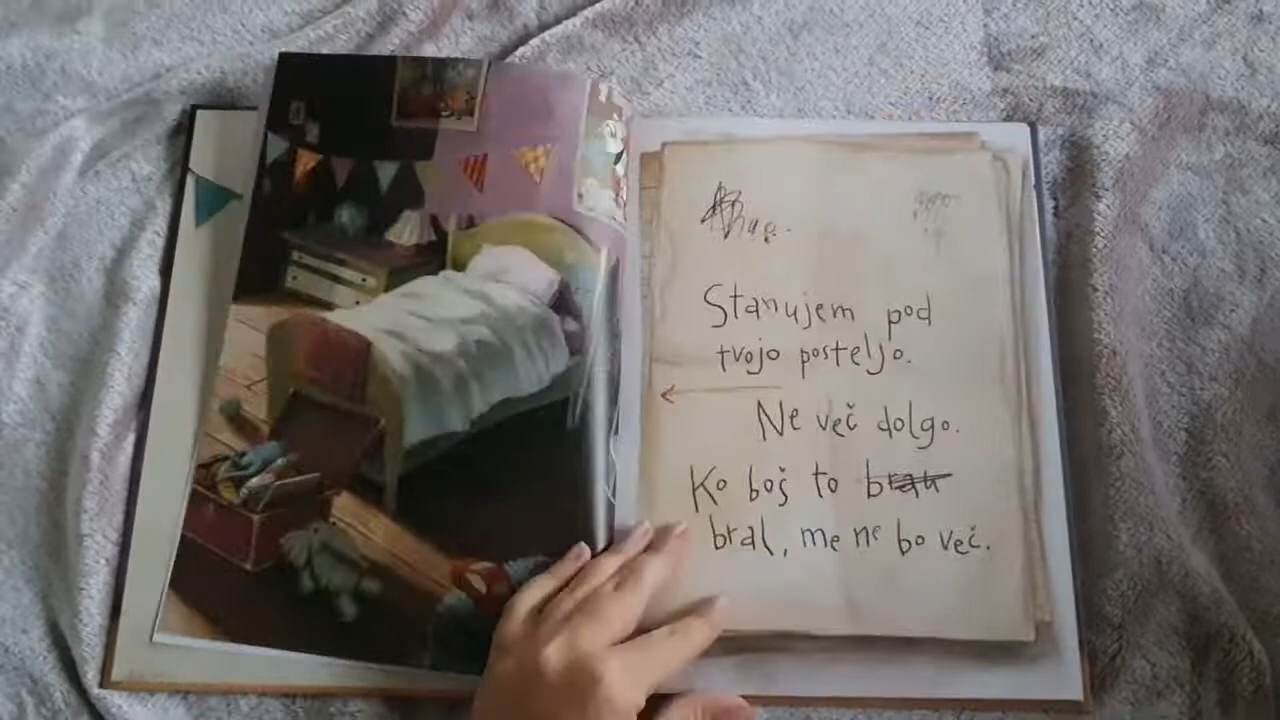 Stanujem pod
tvojo posteljo.
Ne več dolgo.
Ko boš to
bral, me ne bo več.